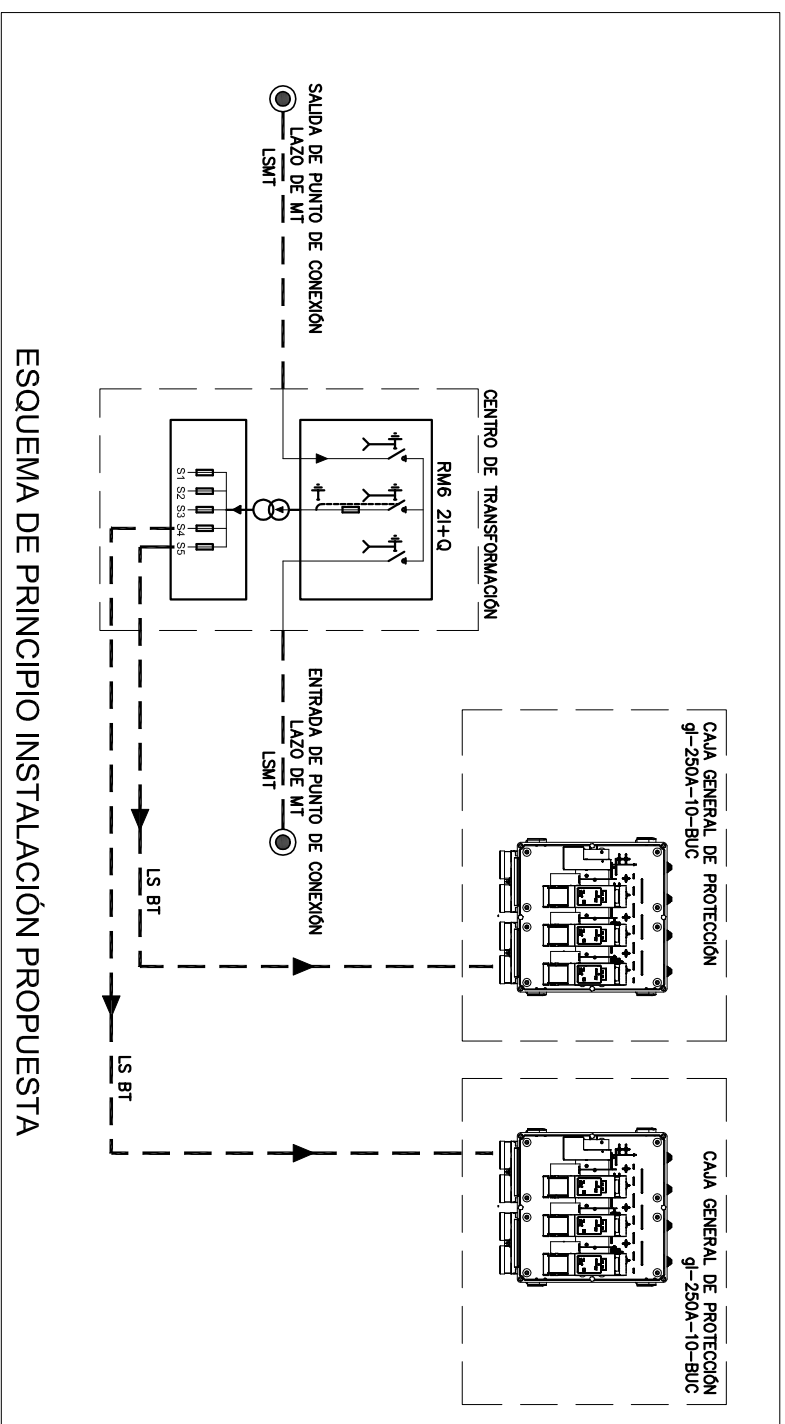 SALIDA DE PUNTO DE CONEXIÓN
LAZO DE MT
LSMT
CENTRO DE TRANSFORMACIÓN
RM6 2I+Q
S1 S2 S3 S4 S5
ENTRADA DE PUNTO DE CONEXIÓN
LAZO DE MT
LSMT
CAJA GENERAL DE PROTECCIÓN
gl-250A-10-BUC
CAJA GENERAL DE PROTECCIÓN
gl-250A-10-BUC
LS BT
LS BT
ESQUEMA DE PRINCIPIO INSTALACIÓN PROPUESTA